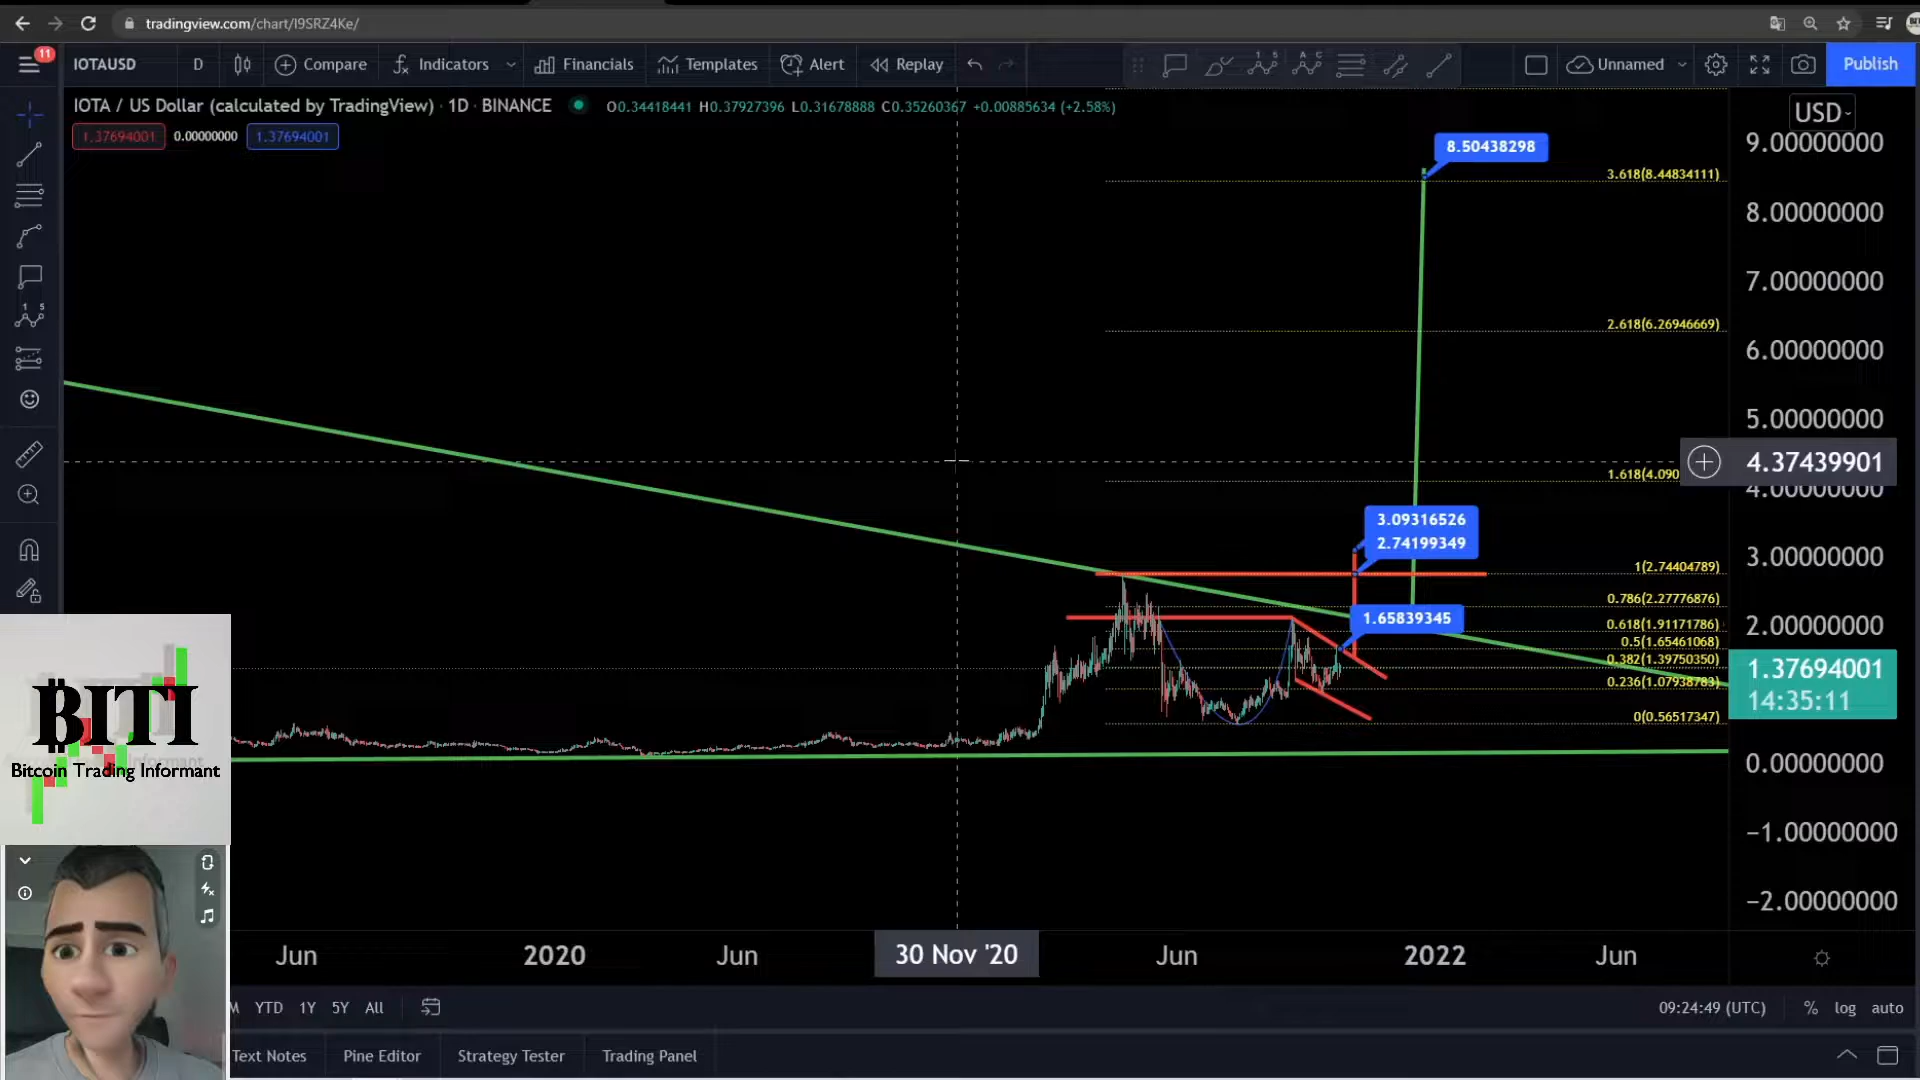 tradingview.com/chart/I9SRZ4Ke/
11
IOTAUSD D Compare Indicators Financials Templates Alert Replay Unnamed Publish
IOTA / US Dollar (calculated by TradingView) · 1D · BINANCE O0.34418441 H0.37927396 L0.31678888 C0.35260367 +0.00885634 (+2.58%)
1.37694001 0.00000000 1.37694001
USD
9.00000000
8.50438298
3.618(8.44834111)
8.00000000
7.00000000
2.618(6.26946669)
6.00000000
5.00000000
4.37439901
1.618(4.090
4.00000000
3.09316526
2.74199349
3.00000000
1(2.74404789)
0.786(2.27776876)
1.65839345
0.618(1.91171786)
2.00000000
0.5(1.65461068)
0.382(1.39750350)
1.37694001
14:35:11
0.236(1.07938783)
0(0.56517347)
0.00000000
−1.00000000
−2.00000000
BITI
Bitcoin Trading Informant
Jun 2020 Jun 30 Nov '20 Jun 2022 Jun
M YTD 1Y 5Y All 09:24:49 (UTC) % log auto
Text Notes Pine Editor Strategy Tester Trading Panel